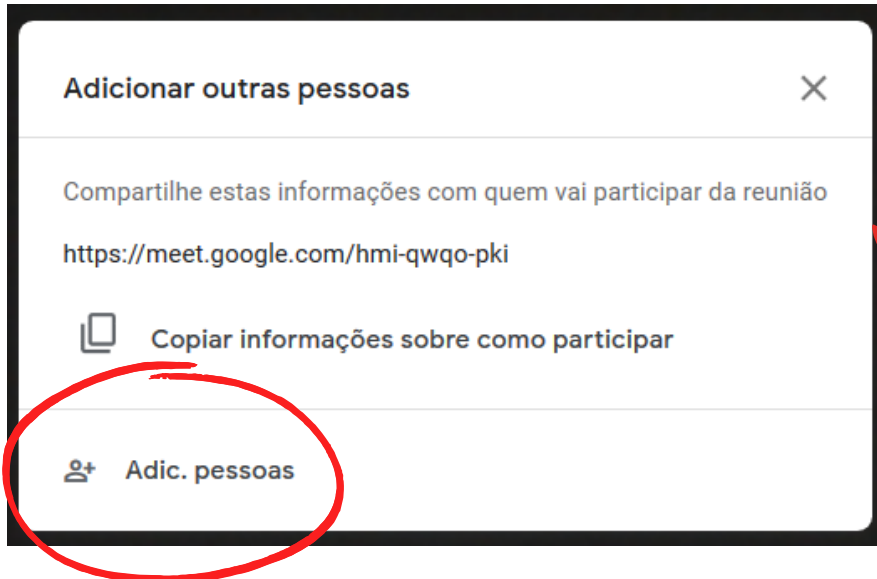 Adicionar outras pessoas
Compartilhe estas informações com quem vai participar da reunião
https://meet.google.com/hmi-qwqo-pki
Copiar informações sobre como participar
Adic. pessoas